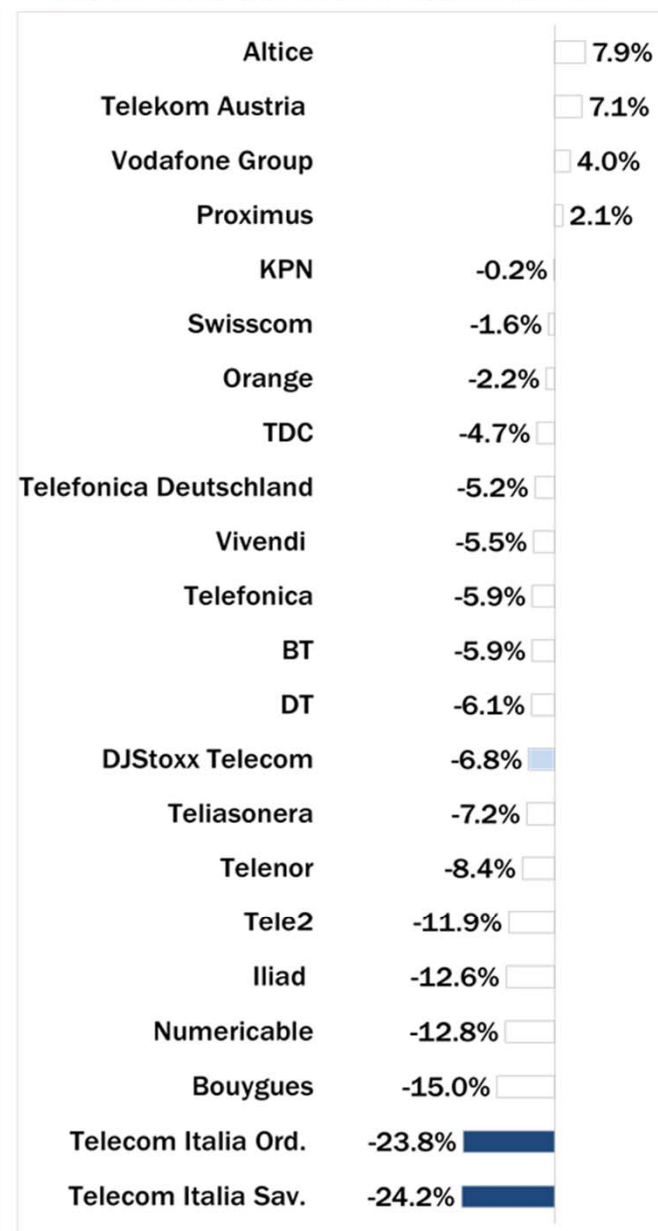 Altice 7.9%
Telekom Austria 7.1%
Vodafone Group 4.0%
Proximus 2.1%
KPN -0.2%
Swisscom -1.6%
Orange -2.2%
TDC -4.7%
Telefonica Deutschland -5.2%
Vivendi -5.5%
Telefonica -5.9%
BT -5.9%
DT -6.1%
DJStoxx Telecom -6.8%
Teliasonera -7.2%
Telenor -8.4%
Tele2 -11.9%
Iliad -12.6%
Numericable -12.8%
Bouygues -15.0%
Telecom Italia Ord. -23.8%
Telecom Italia Sav. -24.2%